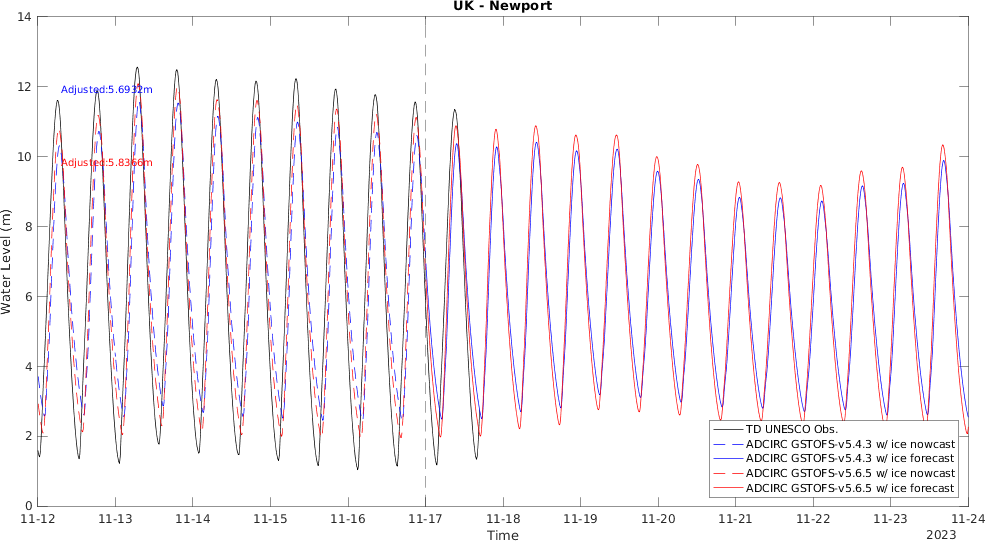 UK - Newport
14
12
10
8
6
4
2
0
Water Level (m)
Adjusted:5.6932m
Adjusted:5.8366m
TD UNESCO Obs.
ADCIRC GSTOFS-v5.4.3 w/ ice nowcast
ADCIRC GSTOFS-v5.4.3 w/ ice forecast
ADCIRC GSTOFS-v5.6.5 w/ ice nowcast
ADCIRC GSTOFS-v5.6.5 w/ ice forecast
11-12 11-13 11-14 11-15 11-16 11-17 11-18 11-19 11-20 11-21 11-22 11-23 11-24
Time
2023